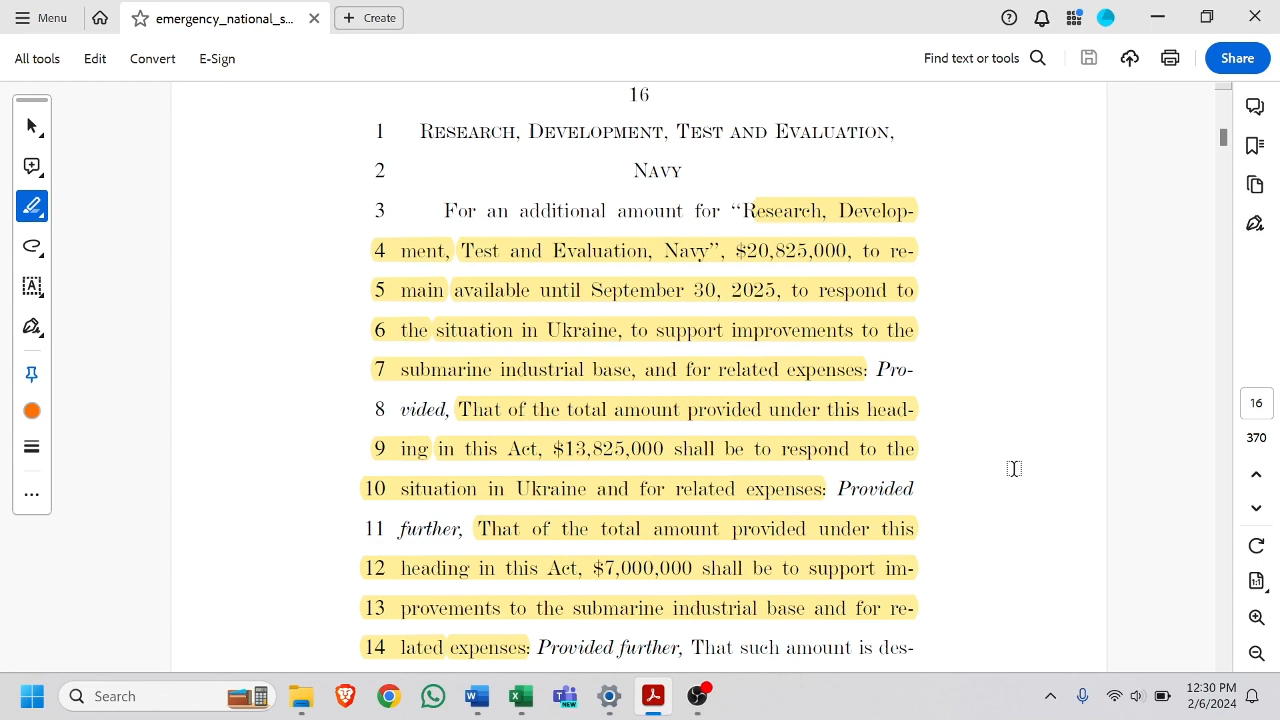 Menu
emergency_national_s...
Create
All tools Edit Convert E-Sign
Find text or tools
Share
16
1 RESEARCH, DEVELOPMENT, TEST AND EVALUATION,
2 NAVY
3 For an additional amount for “Research, Develop-
4 ment, Test and Evaluation, Navy”, $20,825,000, to re-
5 main available until September 30, 2025, to respond to
6 the situation in Ukraine, to support improvements to the
7 submarine industrial base, and for related expenses: Pro-
8 vided, That of the total amount provided under this head-
9 ing in this Act, $13,825,000 shall be to respond to the
10 situation in Ukraine and for related expenses: Provided
11 further, That of the total amount provided under this
12 heading in this Act, $7,000,000 shall be to support im-
13 provements to the submarine industrial base and for re-
14 lated expenses: Provided further, That such amount is des-
16
370
Search
NEW
12:30 PM
2/6/2024